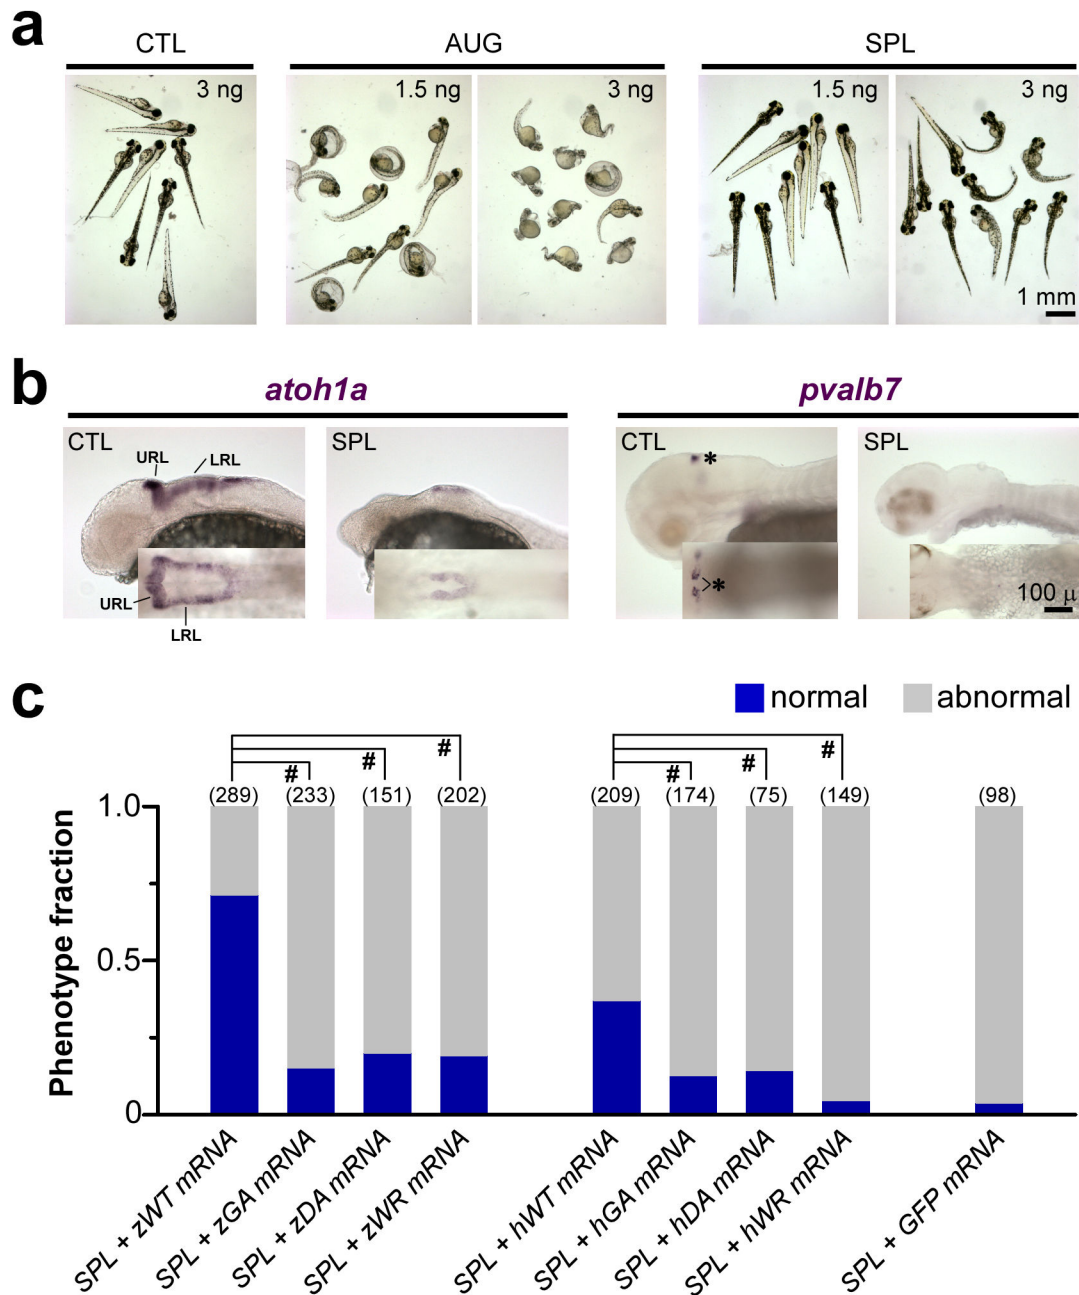 a
CTL AUG SPL
3 ng 1.5 ng 3 ng 1.5 ng 3 ng
1 mm
b
atoh1a pvalb7
CTL SPL CTL SPL
URL LRL *
URL * 100 μ
LRL
c
normal abnormal
# # # # # #
(289) (233) (151) (202) (209) (174) (75) (149) (98)
Phenotype fraction
1.0
0.5
0
SPL + zWT mRNA
SPL + zGA mRNA
SPL + zDA mRNA
SPL + zWR mRNA
SPL + hWT mRNA
SPL + hGA mRNA
SPL + hDA mRNA
SPL + hWR mRNA
SPL + GFP mRNA